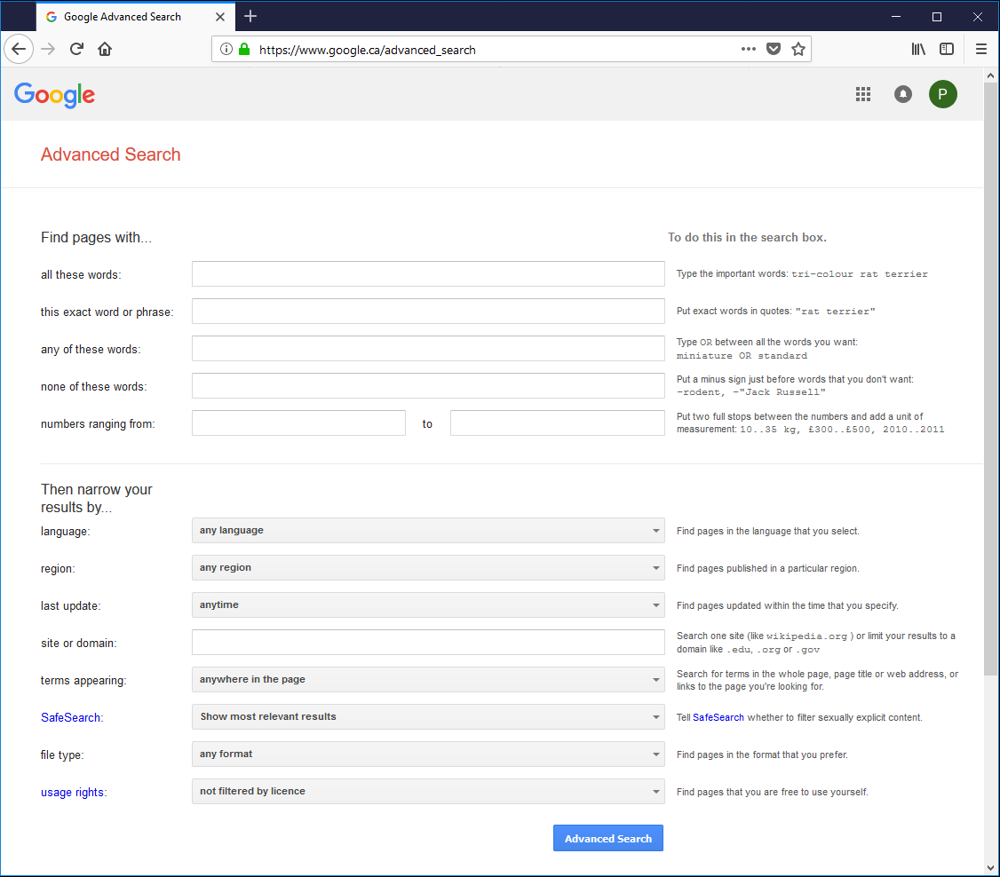 Google Advanced Search
https://www.google.ca/advanced_search
Google
P
Advanced Search
Find pages with...
To do this in the search box.
all these words:
Type the important words: tri-colour rat terrier
this exact word or phrase:
Put exact words in quotes: "rat terrier"
any of these words:
Type OR between all the words you want:
miniature OR standard
none of these words:
Put a minus sign just before words that you don't want:
-rodent, -"Jack Russell"
numbers ranging from:
to
Put two full stops between the numbers and add a unit of
measurement: 10..35 kg, £300..£500, 2010..2011
Then narrow your
results by...
language:
any language
Find pages in the language that you select.
region:
any region
Find pages published in a particular region.
last update:
anytime
Find pages updated within the time that you specify.
site or domain:
Search one site (like wikipedia.org ) or limit your results to a
domain like .edu, .org or .gov
terms appearing:
anywhere in the page
Search for terms in the whole page, page title or web address, or
links to the page you're looking for.
SafeSearch:
Show most relevant results
Tell SafeSearch whether to filter sexually explicit content.
file type:
any format
Find pages in the format that you prefer.
usage rights:
not filtered by licence
Find pages that you are free to use yourself.
Advanced Search